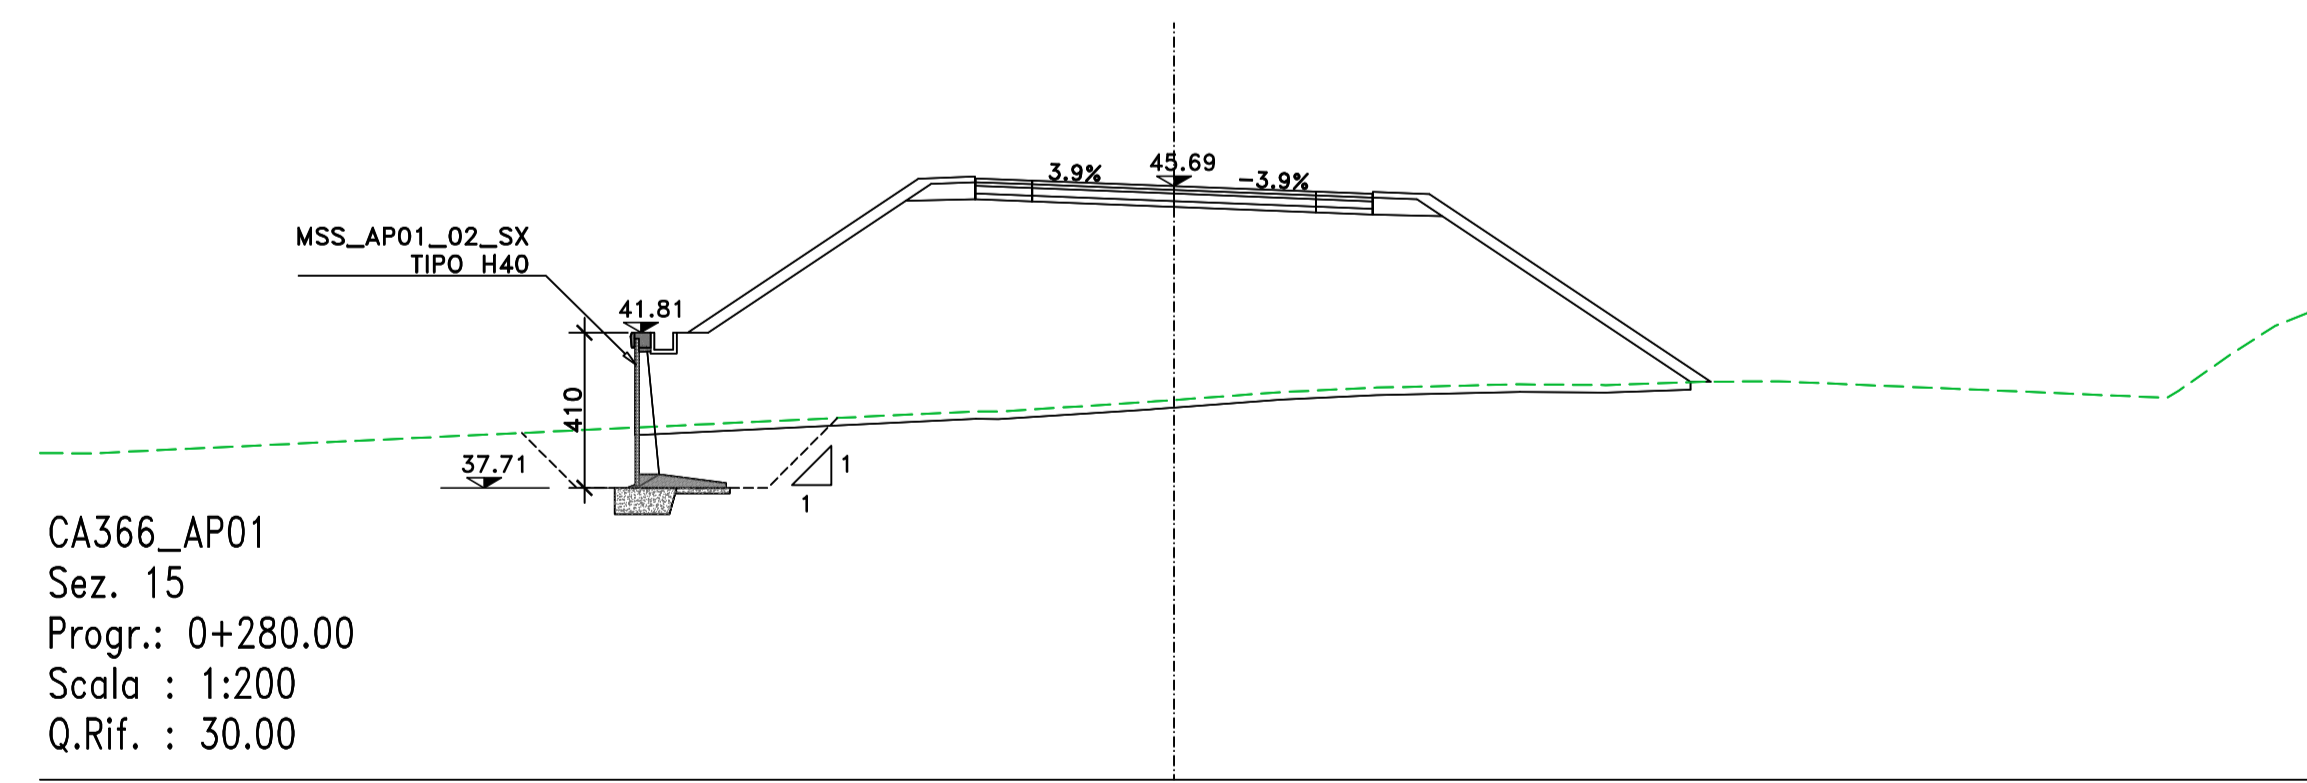 3.9%
45.69
-3.9%
MSS_AP01_02_SX
TIPO H40
41.81
410
37.71
1
1
CA366_AP01
Sez. 15
Progr.: 0+280.00
Scala : 1:200
Q.Rif. : 30.00